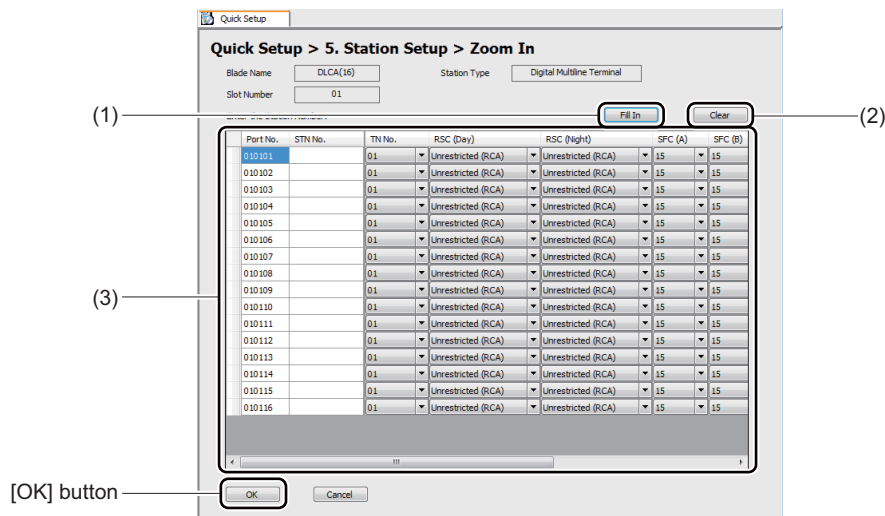 Quick Setup
Quick Setup > 5. Station Setup > Zoom In
Blade Name DLCA(16) Station Type Digital Multiline Terminal
Slot Number 01
(1) Fill In Clear (2)
Port No. STN No. TN No. RSC (Day) RSC (Night) SFC (A) SFC (B)
010101 01 Unrestricted (RCA) Unrestricted (RCA) 15 15
010102 01 Unrestricted (RCA) Unrestricted (RCA) 15 15
010103 01 Unrestricted (RCA) Unrestricted (RCA) 15 15
010104 01 Unrestricted (RCA) Unrestricted (RCA) 15 15
010105 01 Unrestricted (RCA) Unrestricted (RCA) 15 15
010106 01 Unrestricted (RCA) Unrestricted (RCA) 15 15
010107 01 Unrestricted (RCA) Unrestricted (RCA) 15 15
010108 01 Unrestricted (RCA) Unrestricted (RCA) 15 15
(3) 010109 01 Unrestricted (RCA) Unrestricted (RCA) 15 15
010110 01 Unrestricted (RCA) Unrestricted (RCA) 15 15
010111 01 Unrestricted (RCA) Unrestricted (RCA) 15 15
010112 01 Unrestricted (RCA) Unrestricted (RCA) 15 15
010113 01 Unrestricted (RCA) Unrestricted (RCA) 15 15
010114 01 Unrestricted (RCA) Unrestricted (RCA) 15 15
010115 01 Unrestricted (RCA) Unrestricted (RCA) 15 15
010116 01 Unrestricted (RCA) Unrestricted (RCA) 15 15
[OK] button OK Cancel